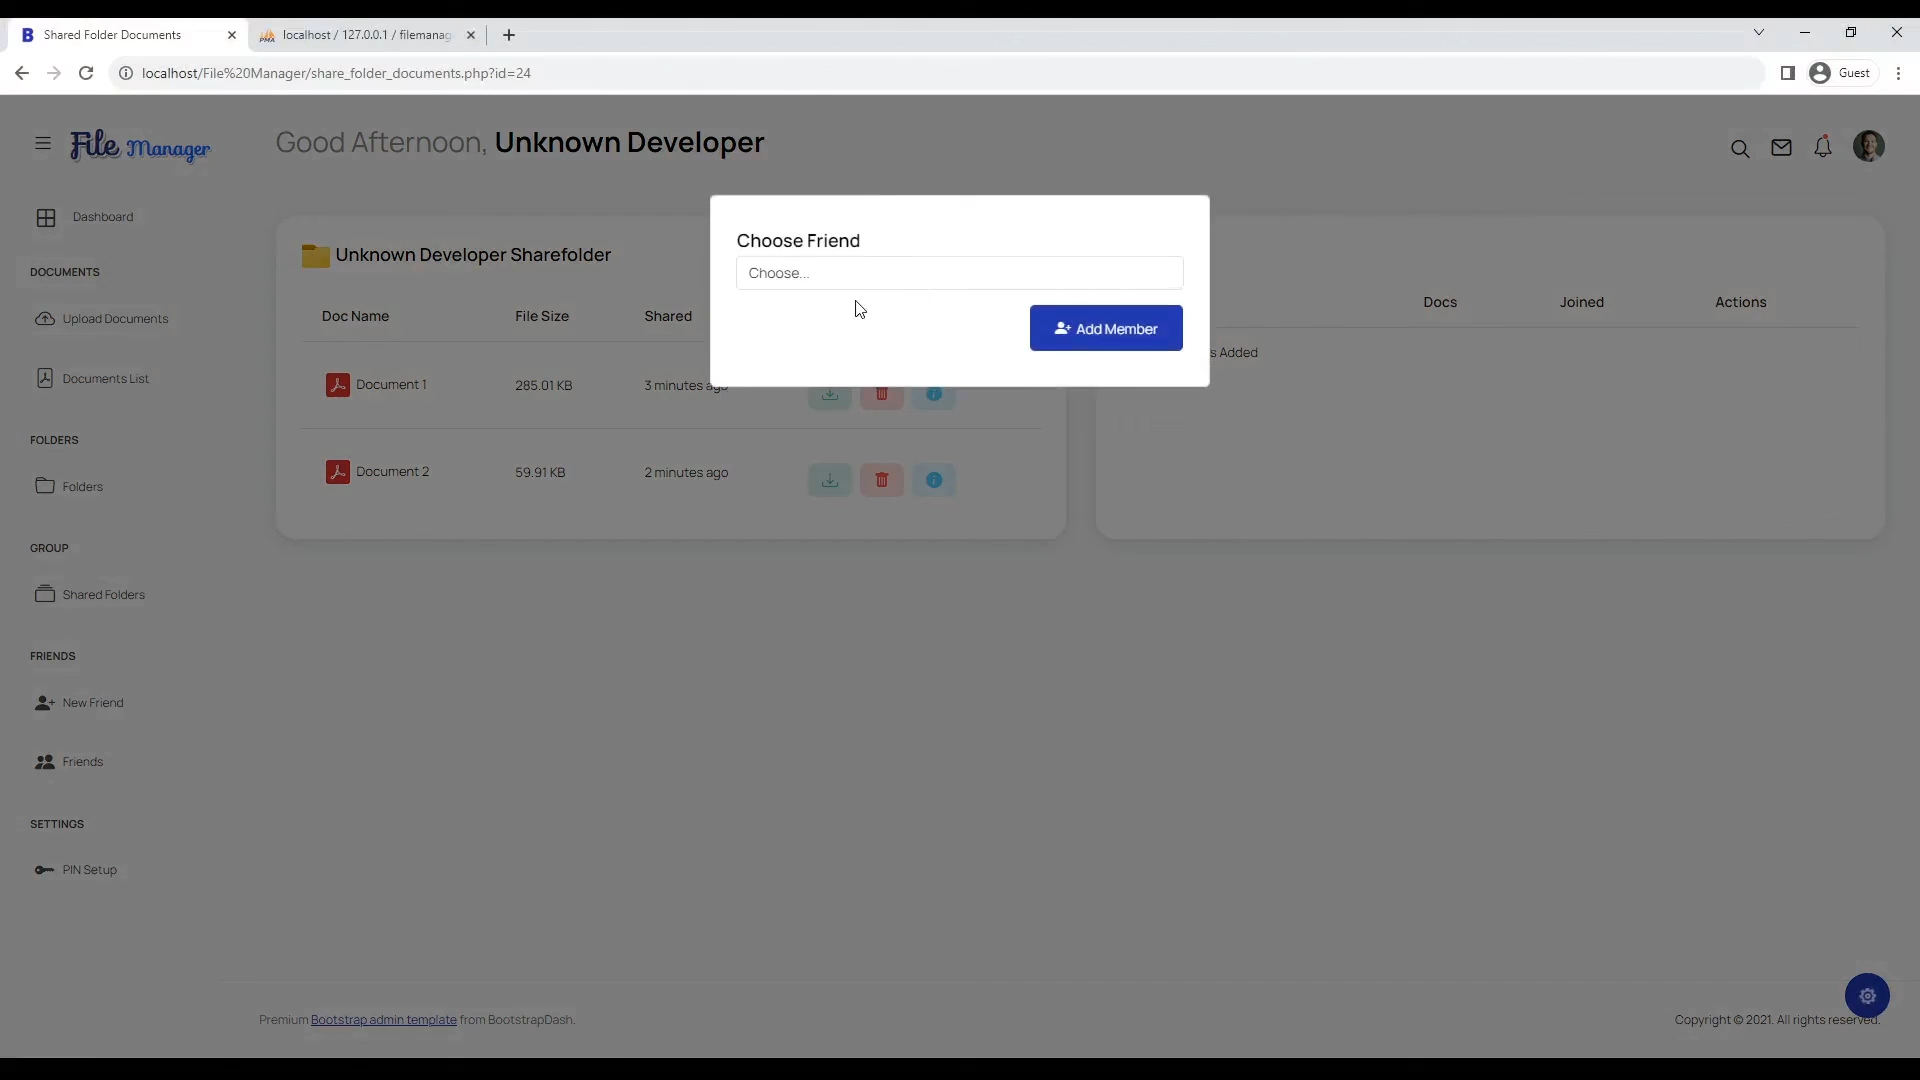 Shared Folder Documents
localhost / 127.0.0.1 / filemanag
localhost/File%20Manager/share_folder_documents.php?id=24
Guest
File Manager
Good Afternoon, Unknown Developer
Dashboard
DOCUMENTS
Upload Documents
Documents List
FOLDERS
Folders
GROUP
Shared Folders
FRIENDS
New Friend
Friends
SETTINGS
PIN Setup
Unknown Developer Sharefolder
Doc Name File Size Shared
Document 1 285.01 KB 3 minutes ago
Document 2 59.91 KB 2 minutes ago
Choose Friend
Choose...
Add Member
Docs Joined Actions
s Added
Premium Bootstrap admin template from BootstrapDash.
Copyright © 2021. All rights reserved.